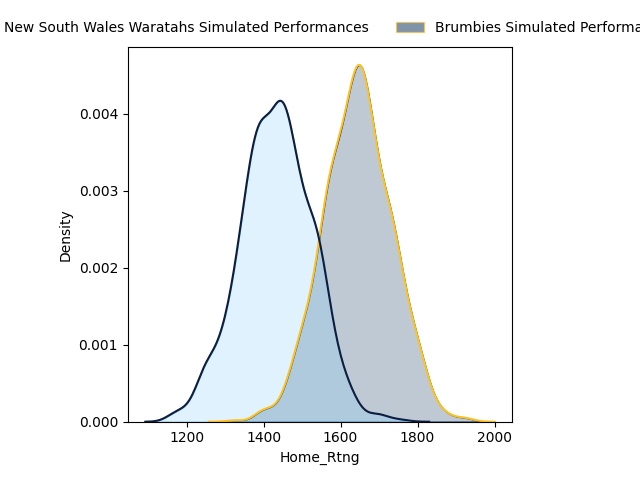 New South Wales Waratahs Simulated Performances
Brumbies Simulated
0.004
0.003
0.002
0.001
0.000
Density
1200 1400 1600 1800 2000
Home_Rtng